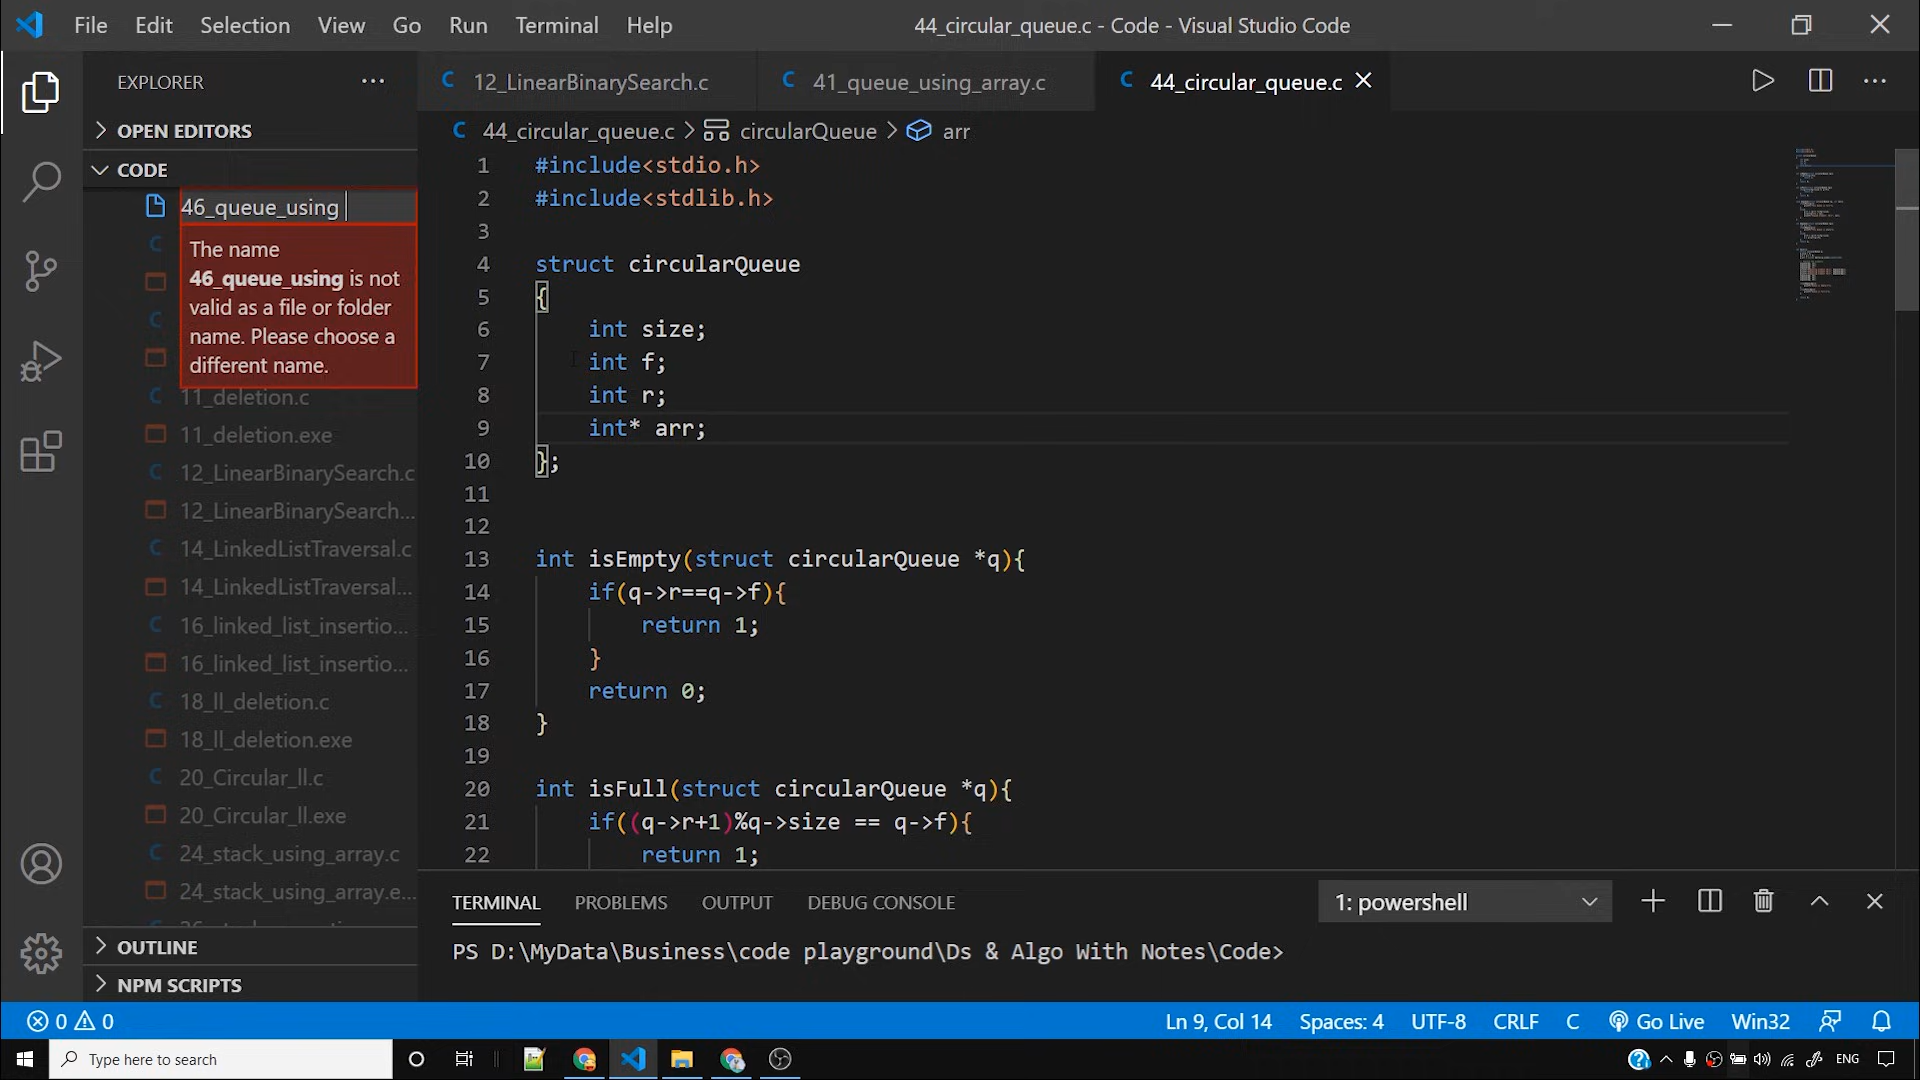 File Edit Selection View Go Run Terminal Help 44_circular_queue.c - Code - Visual Studio Code
EXPLORER
12_LinearBinarySearch.c 41_queue_using_array.c 44_circular_queue.c
OPEN EDITORS
44_circular_queue.c > circularQueue > arr
CODE
46_queue_using
The name
46_queue_using is not
valid as a file or folder
name. Please choose a
different name.
11_deletion.c
11_deletion.exe
12_LinearBinarySearch.c
12_LinearBinarySearch...
14_LinkedListTraversal.c
14_LinkedListTraversal...
16_linked_list_insertio...
16_linked_list_insertio...
18_ll_deletion.c
18_ll_deletion.exe
20_Circular_ll.c
20_Circular_ll.exe
24_stack_using_array.c
24_stack_using_array.e...
OUTLINE
NPM SCRIPTS
1 #include<stdio.h>
2 #include<stdlib.h>
3
4 struct circularQueue
5 {
6 int size;
7 int f;
8 int r;
9 int* arr;
10 };
11
12
13 int isEmpty(struct circularQueue *q){
14 if(q->r==q->f){
15 return 1;
16 }
17 return 0;
18 }
19
20 int isFull(struct circularQueue *q){
21 if((q->r+1)%q->size == q->f){
22 return 1;
TERMINAL PROBLEMS OUTPUT DEBUG CONSOLE 1: powershell
PS D:\MyData\Business\code playground\Ds & Algo With Notes\Code>
0 0 Ln 9, Col 14 Spaces: 4 UTF-8 CRLF C Go Live Win32
Type here to search ENG